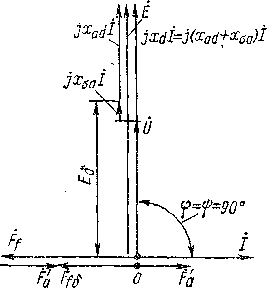 jx_{ad}İ
Ė
jx_dİ=j(x_{ad}+x_{σa})İ
jx_{σa}İ
U̇
E_δ
φ=ψ=90°
Ḟ_f
İ
Ḟ'_a
Ḟ_{fδ}
0
Ḟ'_a